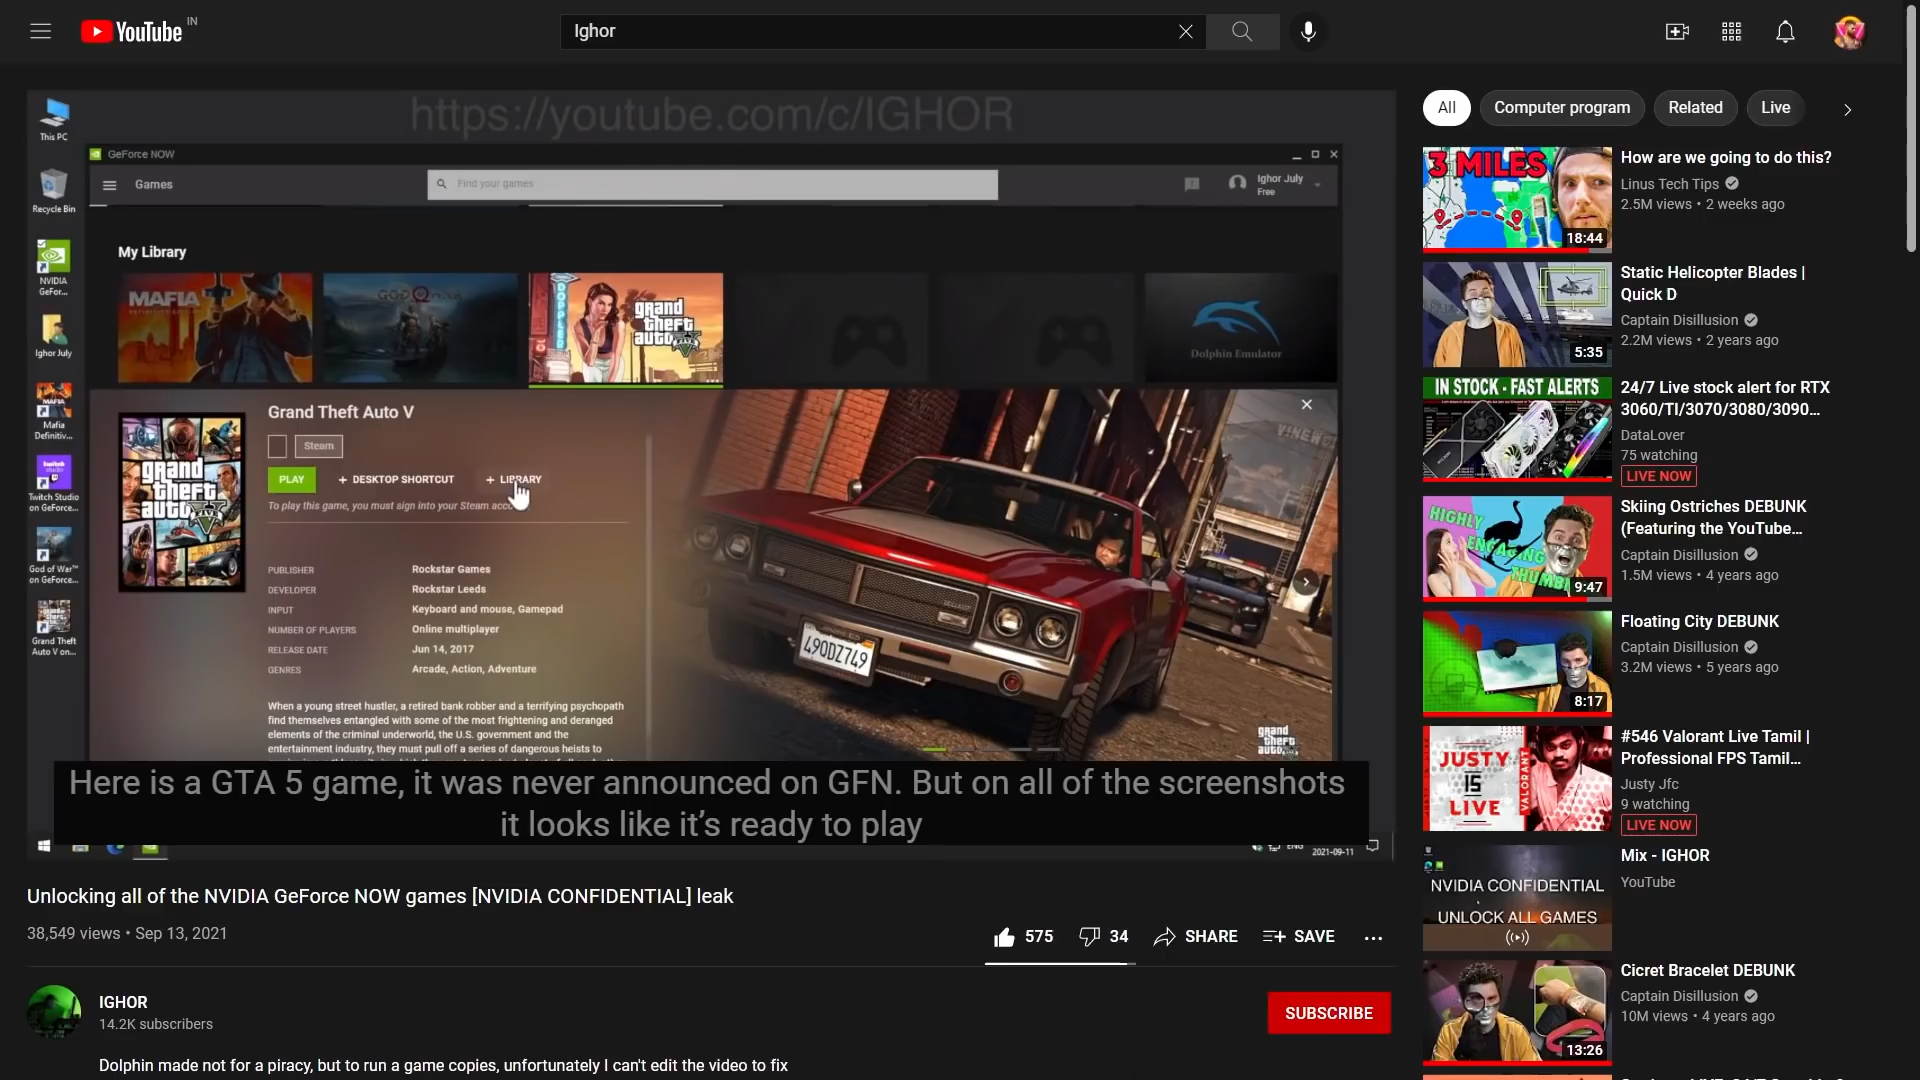 YouTube IN
Ighor
https://youtube.com/c/IGHOR
This PC
Recycle Bin
NVIDIA
GeFor...
Ighor July
Mafia
Definitiv...
Twitch Studio
on GeForce...
God of War™
on GeForce...
Grand Theft
Auto V on...
GeForce NOW
Games
Find your games
Ighor July
Free
My Library
MAFIA
GOD OF WAR
DOPPLER
grand
theft
auto V
Dolphin Emulator
grand
theft
auto V
Grand Theft Auto V
Steam
PLAY
+ DESKTOP SHORTCUT
+ LIBRARY
To play this game, you must sign into your Steam
PUBLISHER Rockstar Games
DEVELOPER Rockstar Leeds
INPUT Keyboard and mouse, Gamepad
NUMBER OF PLAYERS Online multiplayer
RELEASE DATE Jun 14, 2017
GENRES Arcade, Action, Adventure
When a young street hustler, a retired bank robber and a terrifying psychopath
find themselves entangled with some of the most frightening and deranged
elements of the criminal underworld, the U.S. government and the
entertainment industry, they must pull off a series of dangerous heists to
490DZ749
grand
theft
auto
Here is a GTA 5 game, it was never announced on GFN. But on all of the screenshots
it looks like it’s ready to play
ENG
2021-09-11
Unlocking all of the NVIDIA GeForce NOW games [NVIDIA CONFIDENTIAL] leak
38,549 views • Sep 13, 2021
575
34
SHARE
SAVE
IGHOR
14.2K subscribers
SUBSCRIBE
Dolphin made not for a piracy, but to run a game copies, unfortunately I can't edit the video to fix
All
Computer program
Related
Live
3 MILES
18:44
How are we going to do this?
Linus Tech Tips
2.5M views • 2 weeks ago
5:35
Static Helicopter Blades |
Quick D
Captain Disillusion
2.2M views • 2 years ago
IN STOCK - FAST ALERTS
24/7 Live stock alert for RTX
3060/TI/3070/3080/3090...
DataLover
75 watching
LIVE NOW
HIGHLY
ENGAGING
THUMB
9:47
Skiing Ostriches DEBUNK
(Featuring the YouTube...
Captain Disillusion
1.5M views • 4 years ago
8:17
Floating City DEBUNK
Captain Disillusion
3.2M views • 5 years ago
JUSTY
IS
LIVE
VALORANT
#546 Valorant Live Tamil |
Professional FPS Tamil...
Justy Jfc
9 watching
LIVE NOW
NVIDIA CONFIDENTIAL
UNLOCK ALL GAMES
Mix - IGHOR
YouTube
13:26
Cicret Bracelet DEBUNK
Captain Disillusion
10M views • 4 years ago